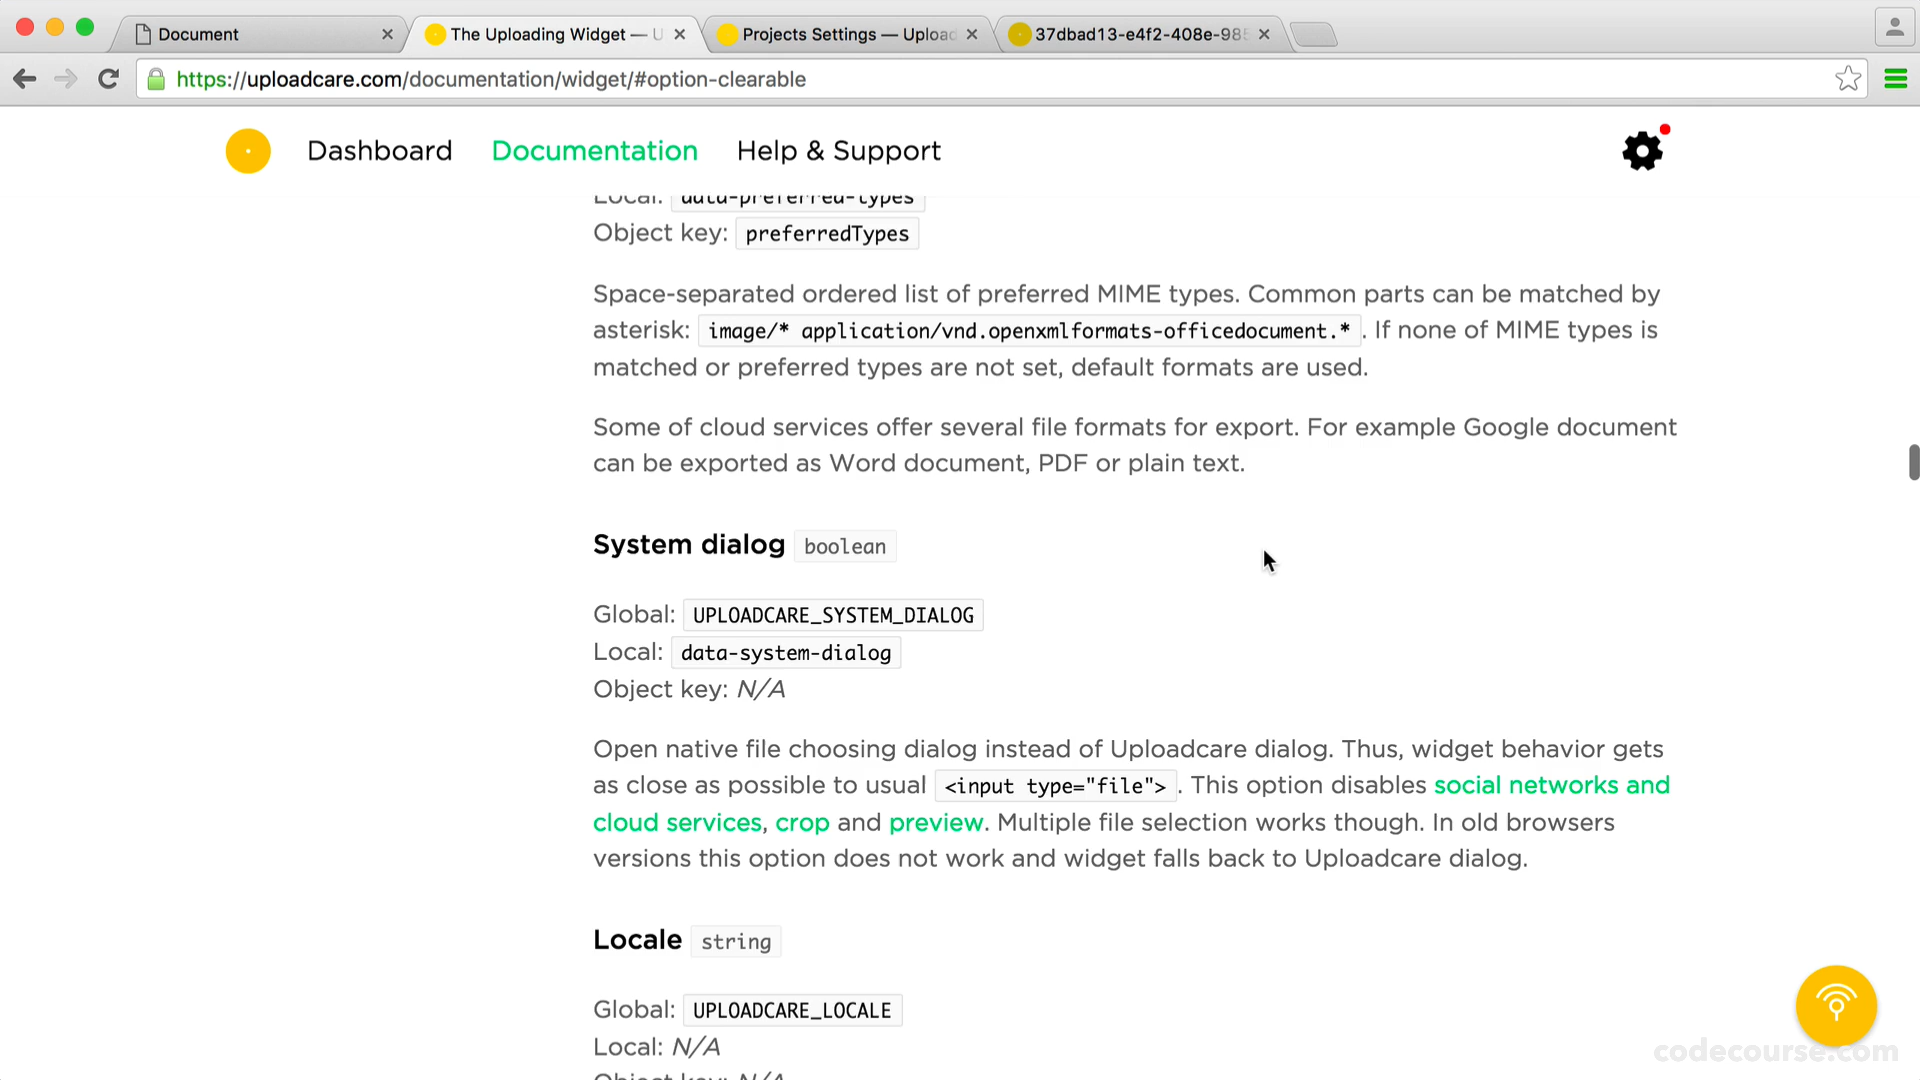 Document
The Uploading Widget — U
Projects Settings — Upload
37dbad13-e4f2-408e-985
https://uploadcare.com/documentation/widget/#option-clearable
Dashboard
Documentation
Help & Support
Local: data-preferred-types
Object key: preferredTypes
Space-separated ordered list of preferred MIME types. Common parts can be matched by
asterisk: image/* application/vnd.openxmlformats-officedocument.* . If none of MIME types is
matched or preferred types are not set, default formats are used.
Some of cloud services offer several file formats for export. For example Google document
can be exported as Word document, PDF or plain text.
System dialog boolean
Global: UPLOADCARE_SYSTEM_DIALOG
Local: data-system-dialog
Object key: N/A
Open native file choosing dialog instead of Uploadcare dialog. Thus, widget behavior gets
as close as possible to usual <input type="file"> . This option disables social networks and
cloud services, crop and preview. Multiple file selection works though. In old browsers
versions this option does not work and widget falls back to Uploadcare dialog.
Locale string
Global: UPLOADCARE_LOCALE
Local: N/A
Object key: N/A
codecourse.com